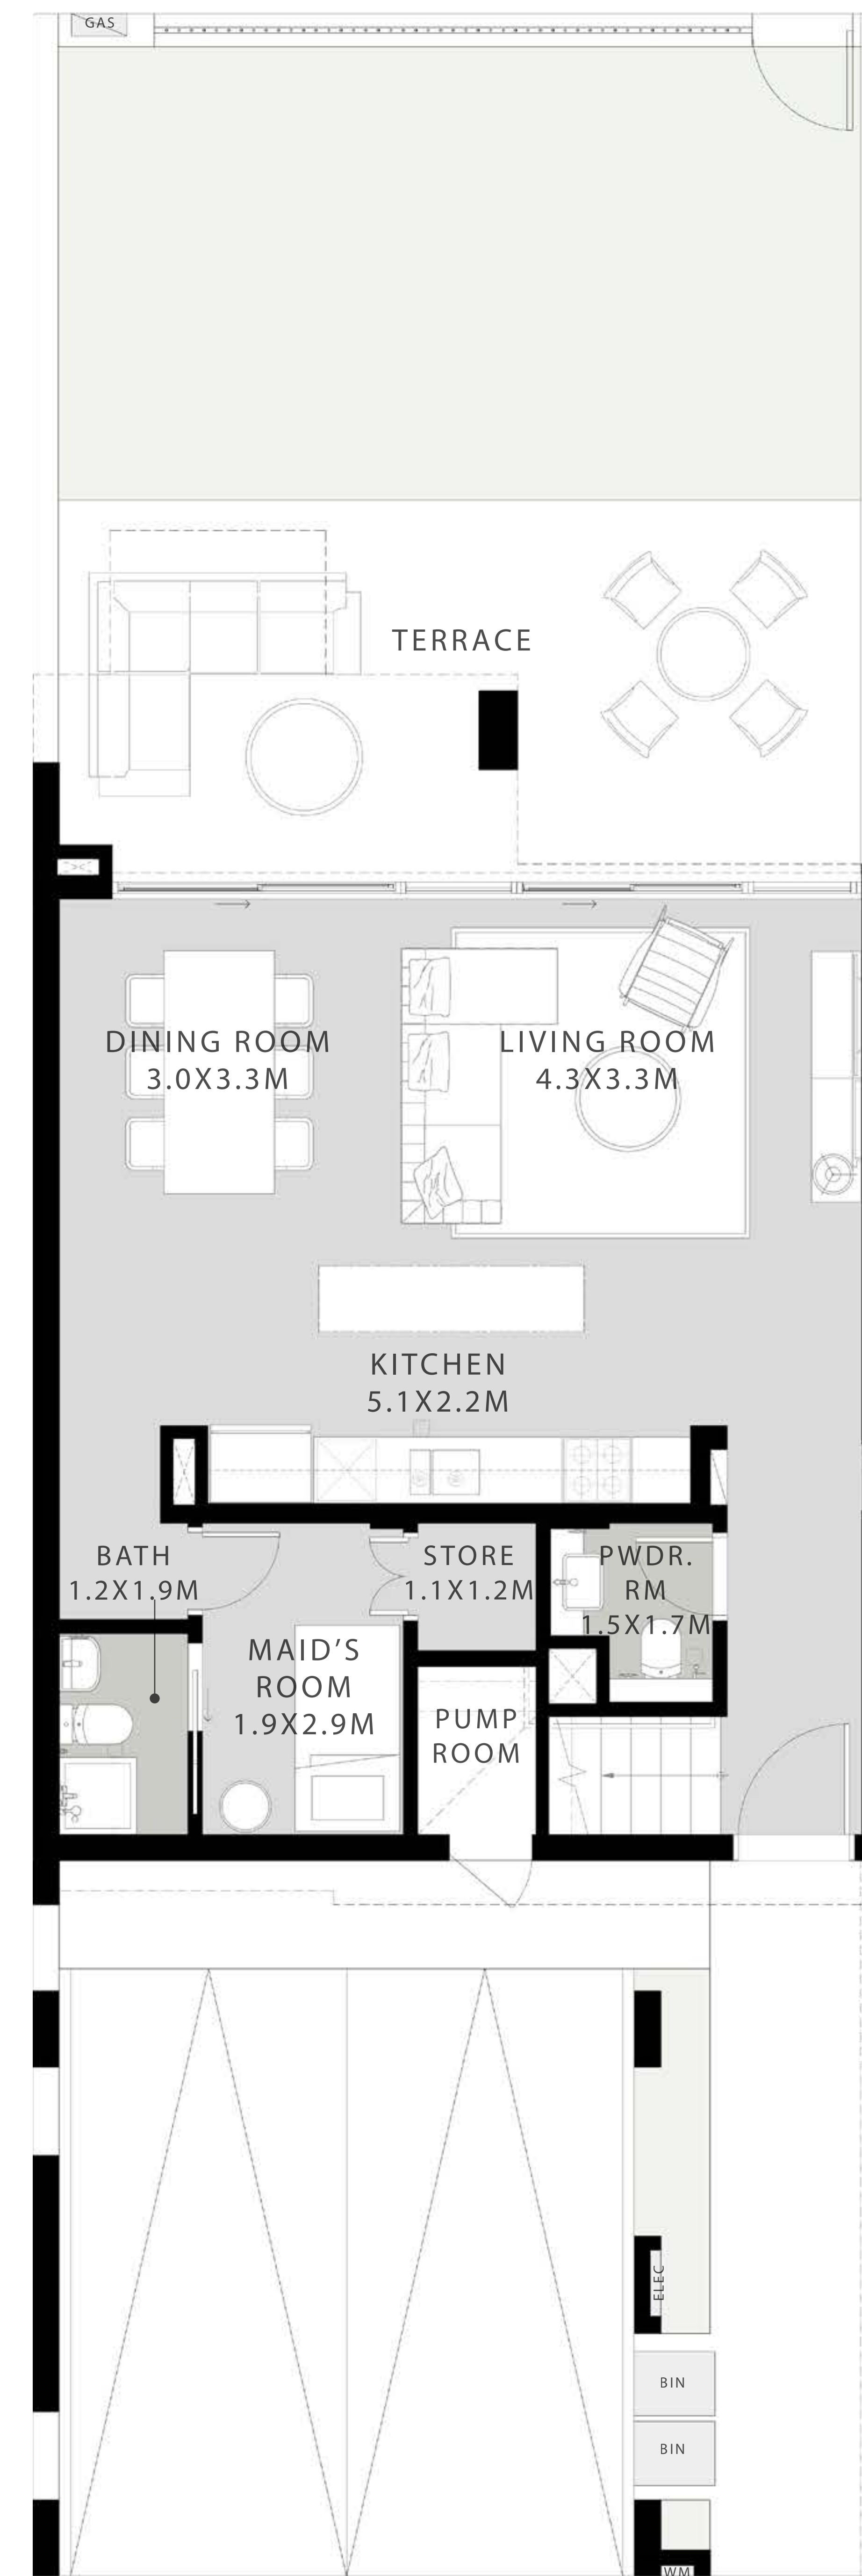 GAS
TERRACE
DINING ROOM
3.0X3.3M
LIVING ROOM
4.3X3.3M
KITCHEN
5.1X2.2M
BATH
1.2X1.9M
STORE
1.1X1.2M
PWDR.
RM
1.5X1.7M
MAID'S
ROOM
1.9X2.9M
PUMP
ROOM
ELEC
BIN
BIN
WM